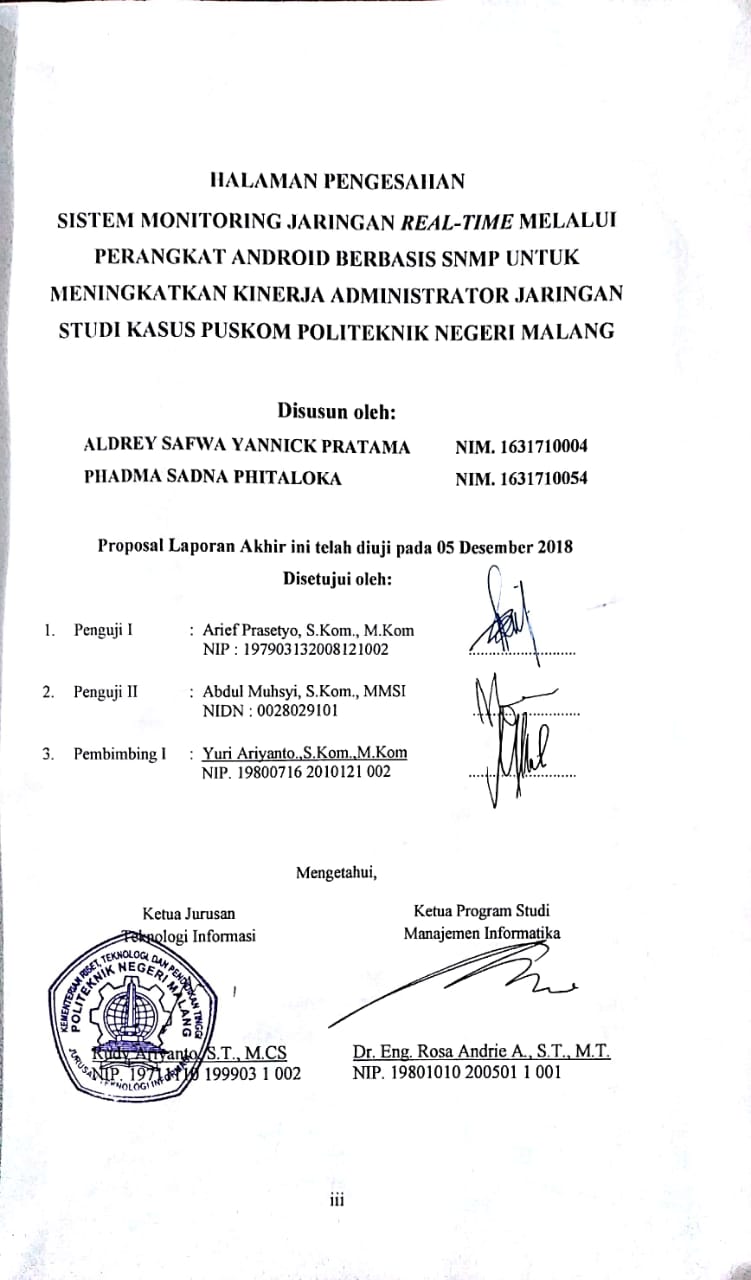 HALAMAN PENGESAHAN
SISTEM MONITORING JARINGAN REAL-TIME MELALUI
PERANGKAT ANDROID BERBASIS SNMP UNTUK
MENINGKATKAN KINERJA ADMINISTRATOR JARINGAN
STUDI KASUS PUSKOM POLITEKNIK NEGERI MALANG
Disusun oleh:
ALDREY SAFWA YANNICK PRATAMA NIM. 1631710004
PHADMA SADNA PHITALOKA NIM. 1631710054
Proposal Laporan Akhir ini telah diuji pada 05 Desember 2018
Disetujui oleh:
1. Penguji I : Arief Prasetyo, S.Kom., M.Kom
NIP : 197903132008121002
2. Penguji II : Abdul Muhsyi, S.Kom., MMSI
NIDN : 0028029101
3. Pembimbing I : Yuri Ariyanto.,S.Kom.,M.Kom
NIP. 19800716 2010121 002
Mengetahui,
Ketua Jurusan
Teknologi Informasi
KEMENTERIAN RISET, TEKNOLOGI, DAN PENDIDIKAN TINGGI
POLITEKNIK NEGERI MALANG
JURUSAN TEKNOLOGI INFORMASI
Rudy Ariyanto, S.T., M.CS
NIP. 199903 1 002
Ketua Program Studi
Manajemen Informatika
Dr. Eng. Rosa Andrie A., S.T., M.T.
NIP. 19801010 200501 1 001
iii